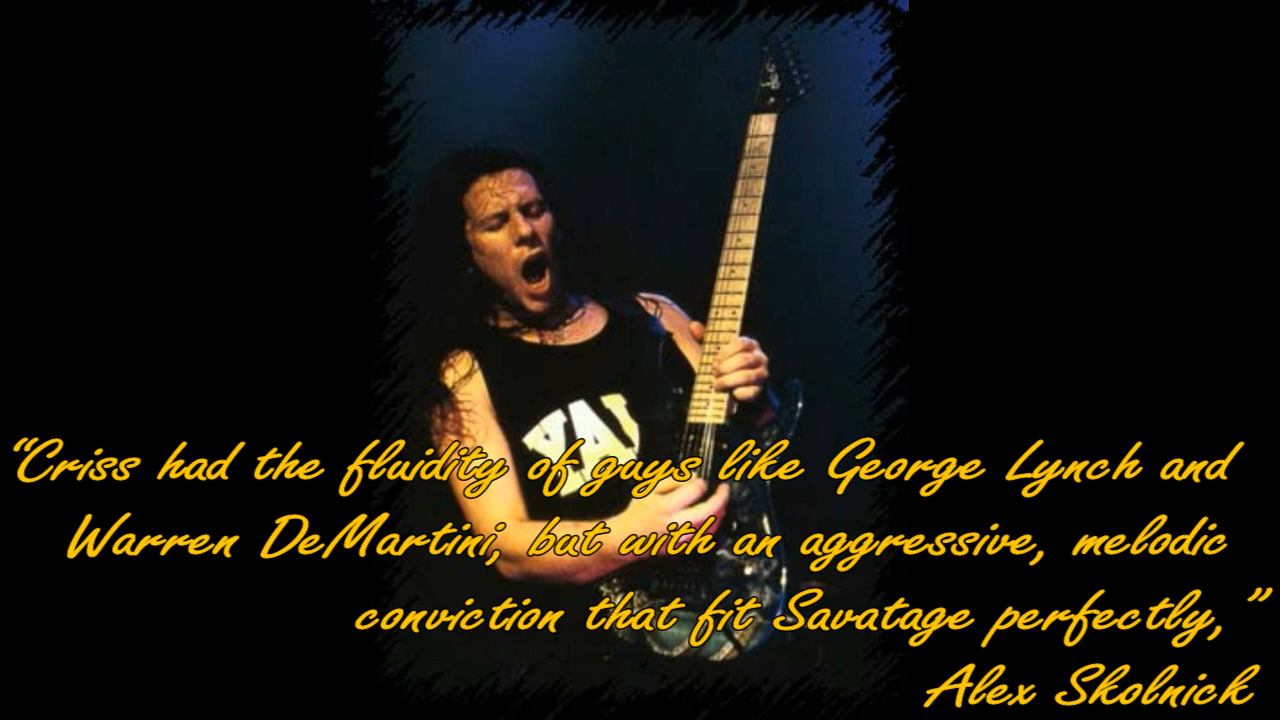 “Criss had the fluidity of guys like George Lynch and
Warren DeMartini, but with an aggressive, melodic
conviction that fit Savatage perfectly,”
Alex Skolnick